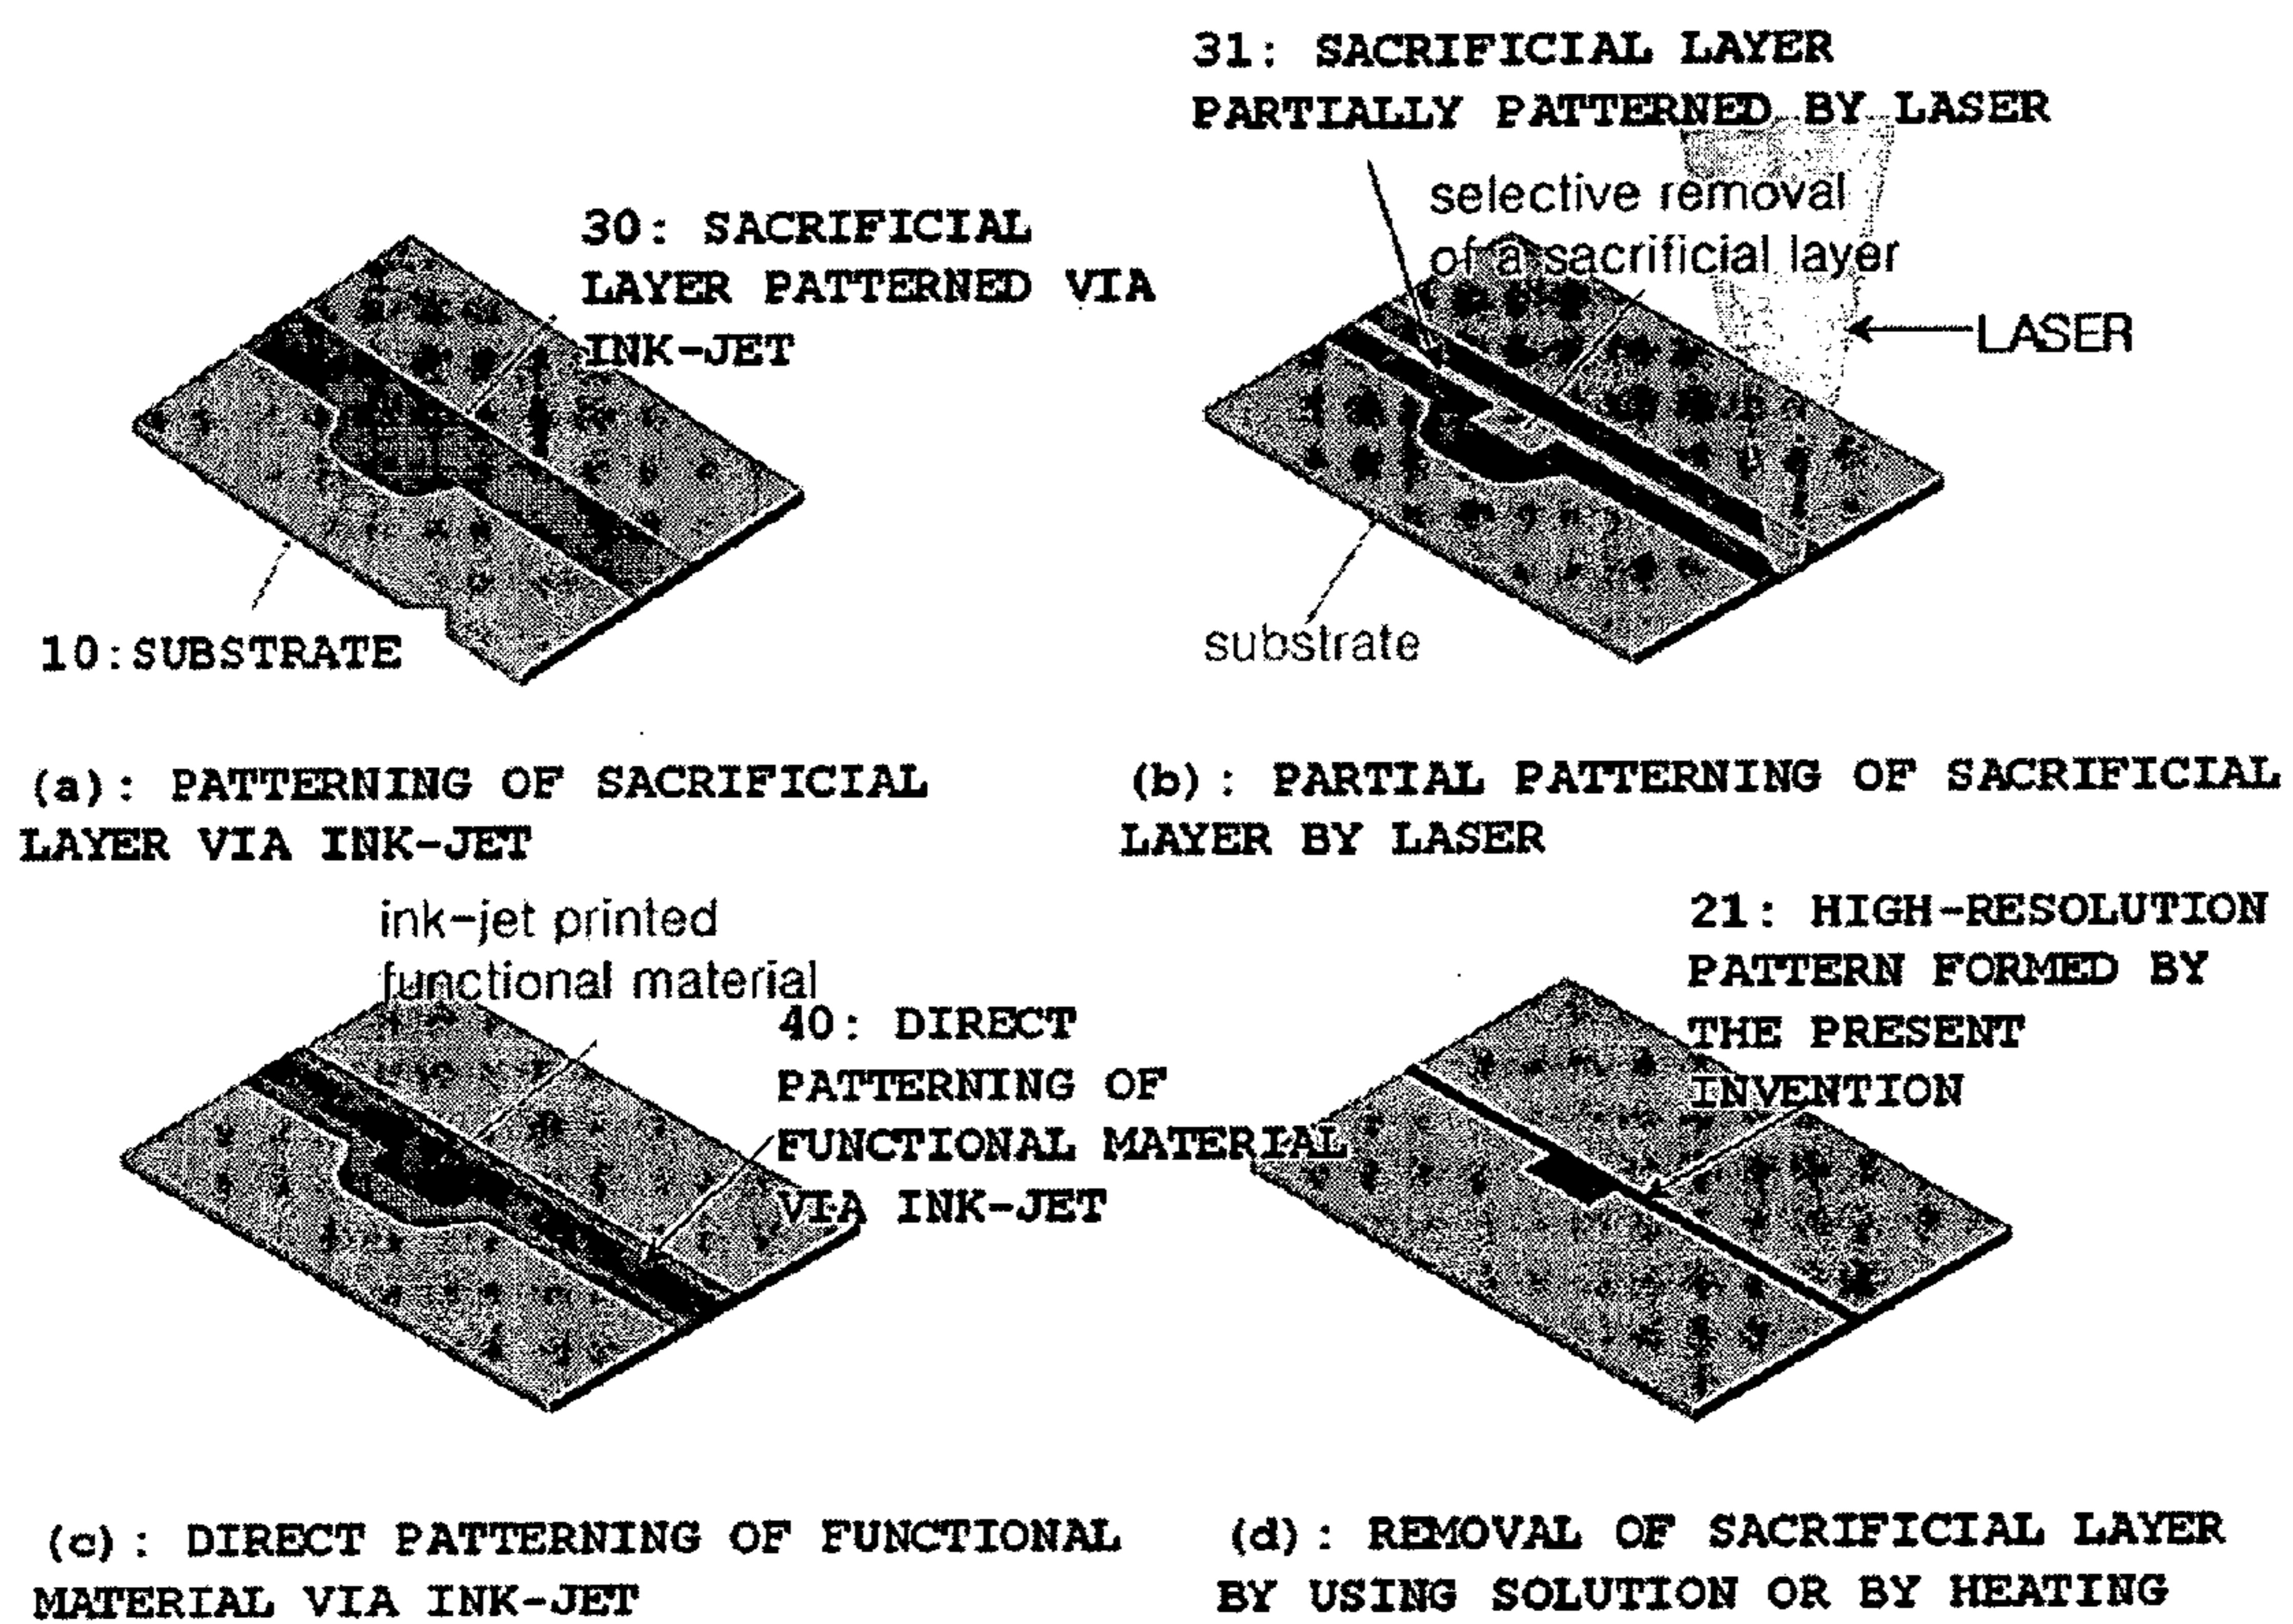 30: SACRIFICIAL
LAYER PATTERNED VIA
INK-JET
10:SUBSTRATE
(a): PATTERNING OF SACRIFICIAL
LAYER VIA INK-JET
31: SACRIFICIAL LAYER
PARTIALLY PATTERNED BY LASER
selective removal
of a sacrificial layer
LASER
substrate
(b): PARTIAL PATTERNING OF SACRIFICIAL
LAYER BY LASER
ink-jet printed
functional material
40: DIRECT
PATTERNING OF
FUNCTIONAL MATERIAL
VIA INK-JET
(c): DIRECT PATTERNING OF FUNCTIONAL
MATERIAL VIA INK-JET
21: HIGH-RESOLUTION
PATTERN FORMED BY
THE PRESENT
INVENTION
(d): REMOVAL OF SACRIFICIAL LAYER
BY USING SOLUTION OR BY HEATING